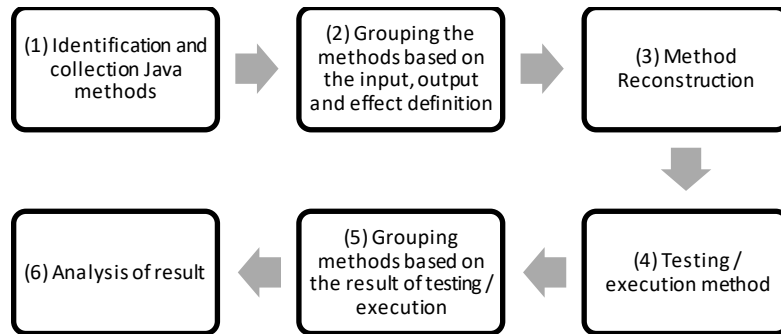 (1) Identification and
collection Java
methods
(2) Grouping the
methods based on
the input, output
and effect definition
(3) Method
Reconstruction
(4) Testing /
execution method
(5) Grouping
methods based on
the result of testing /
execution
(6) Analysis of result